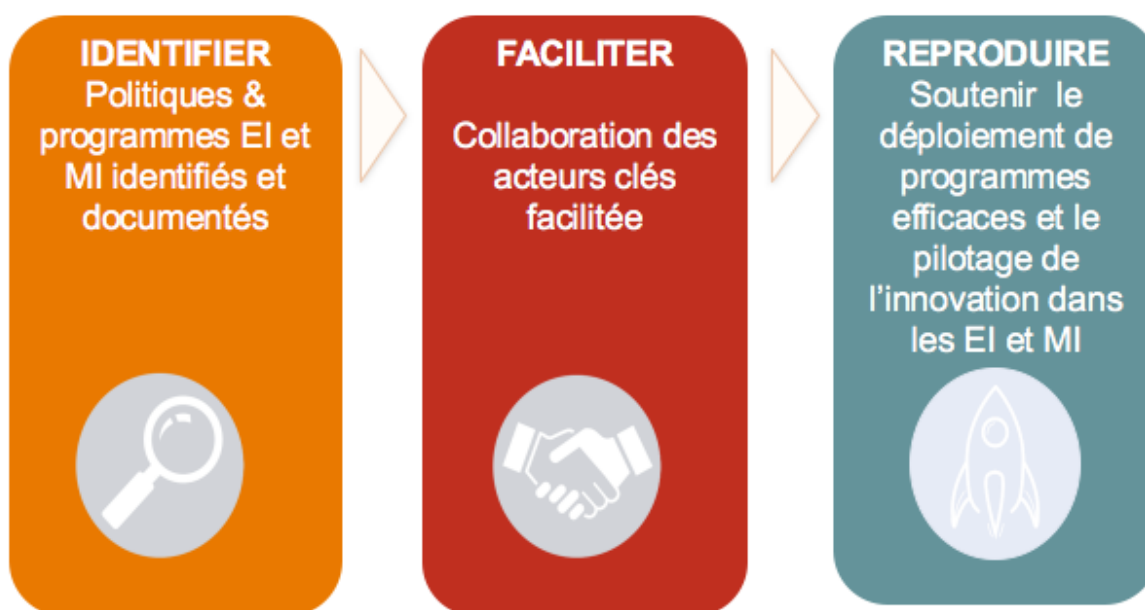 IDENTIFIER
Politiques &
programmes EI et
MI identifiés et
documentés
FACILITER
Collaboration des
acteurs clés
facilitée
REPRODUIRE
Soutenir le
déploiement de
programmes
efficaces et le
pilotage de
l'innovation dans
les EI et MI